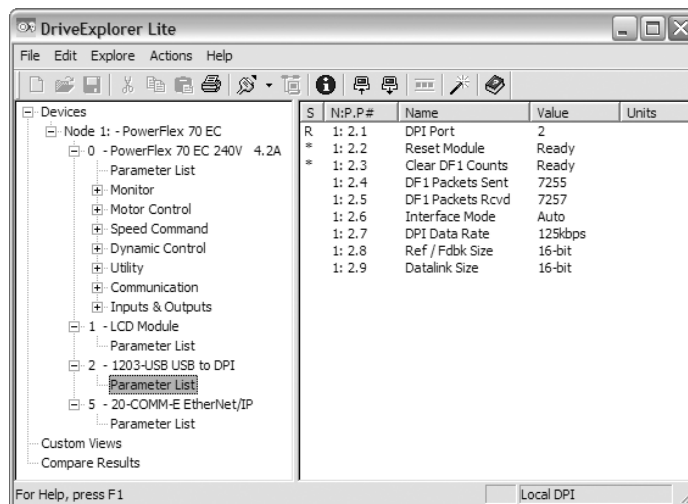 DriveExplorer Lite
File Edit Explore Actions Help
Devices
Node 1: - PowerFlex 70 EC
0 - PowerFlex 70 EC 240V 4.2A
Parameter List
Monitor
Motor Control
Speed Command
Dynamic Control
Utility
Communication
Inputs & Outputs
1 - LCD Module
Parameter List
2 - 1203-USB USB to DPI
Parameter List
5 - 20-COMM-E EtherNet/IP
Parameter List
Custom Views
Compare Results
S N:P.P# Name Value Units
R 1: 2.1 DPI Port 2
* 1: 2.2 Reset Module Ready
* 1: 2.3 Clear DF1 Counts Ready
1: 2.4 DF1 Packets Sent 7255
1: 2.5 DF1 Packets Rcvd 7257
1: 2.6 Interface Mode Auto
1: 2.7 DPI Data Rate 125kbps
1: 2.8 Ref / Fdbk Size 16-bit
1: 2.9 Datalink Size 16-bit
For Help, press F1 Local DPI